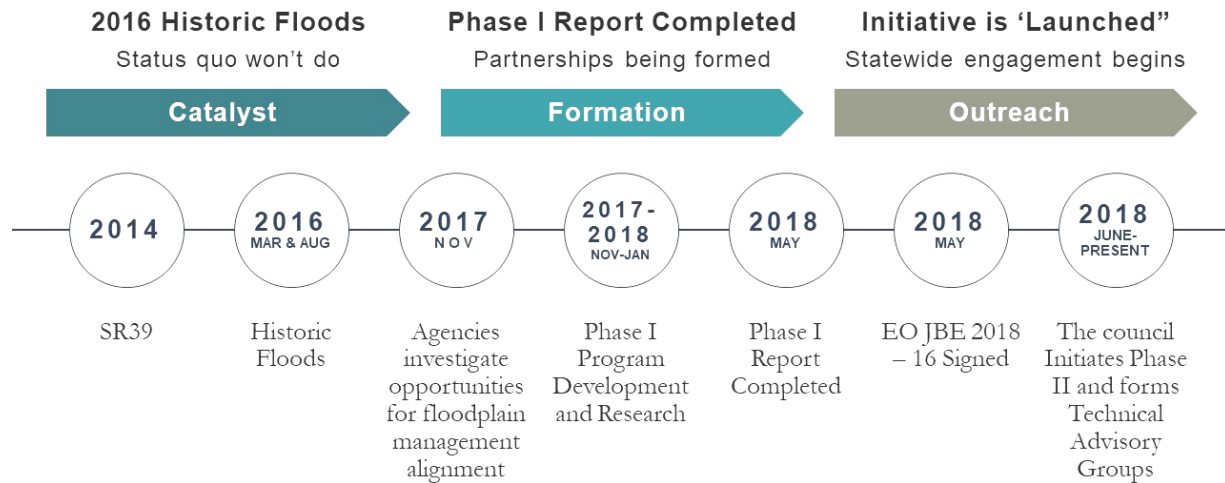 2016 Historic Floods
Status quo won't do
Catalyst
Phase I Report Completed
Partnerships being formed
Formation
Initiative is ‘Launched”
Statewide engagement begins
Outreach
2014
SR39
2016
MAR & AUG
Historic
Floods
2017
NOV
Agencies
investigate
opportunities
for floodplain
management
alignment
2017-
2018
NOV-JAN
Phase I
Program
Development
and Research
2018
MAY
Phase I
Report
Completed
2018
MAY
EO JBE 2018
– 16 Signed
2018
JUNE-
PRESENT
The council
Initiates Phase
II and forms
Technical
Advisory
Groups